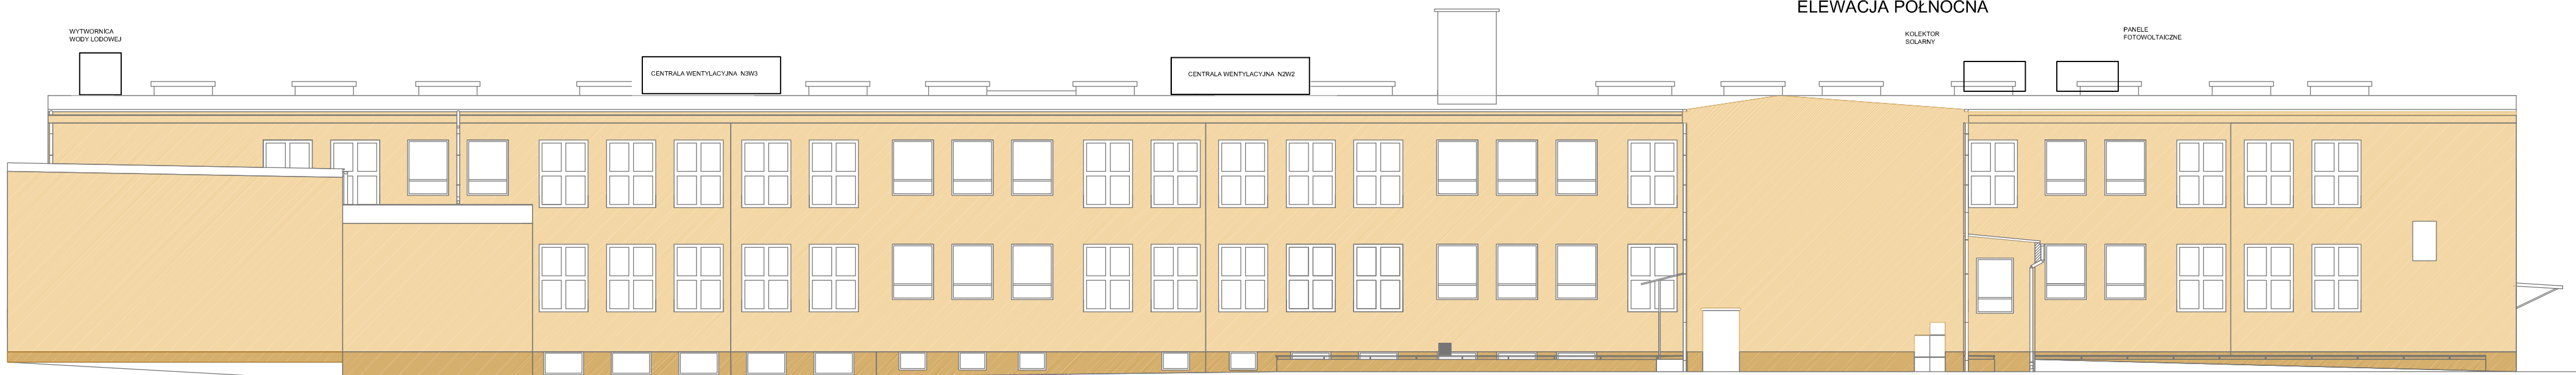 ELEWACJA PÓŁNOCNA
WYTWORNICA
WODY LODOWEJ
CENTRALA WENTYLACYJNA N3W3
CENTRALA WENTYLACYJNA N2W2
KOLEKTOR
SOLARNY
PANELE
FOTOWOLTAICZNE